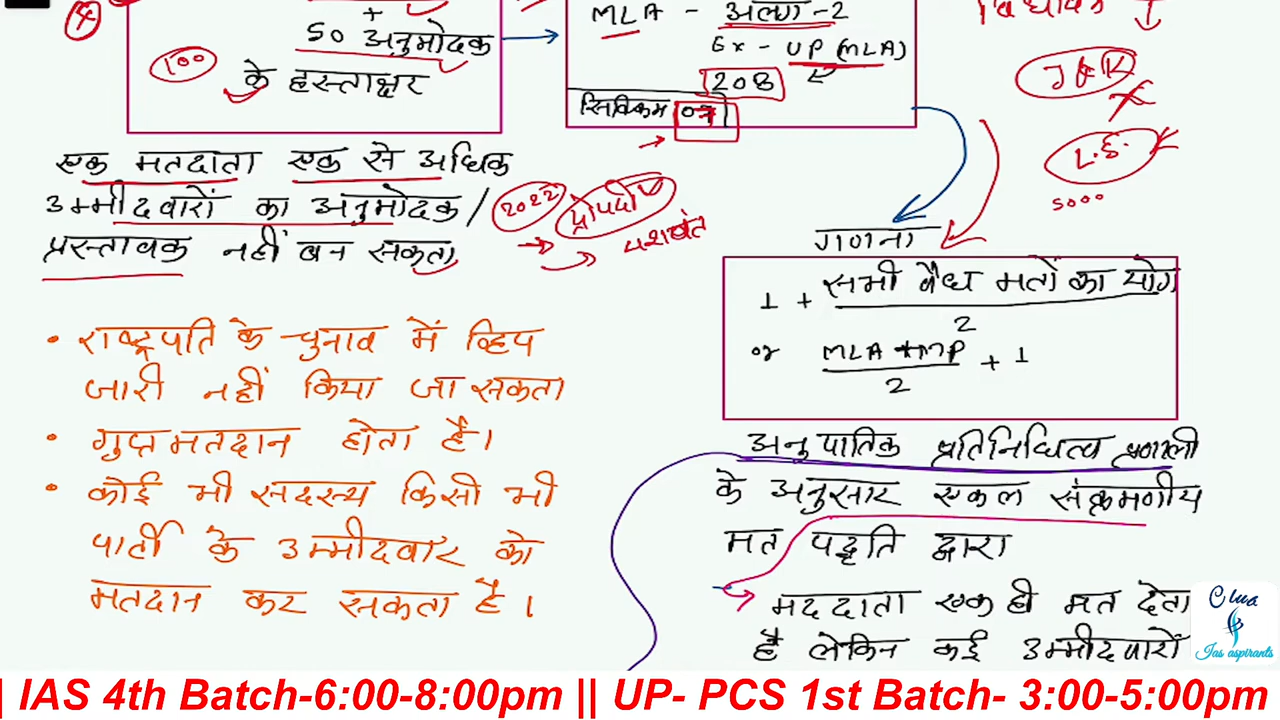 +
50 अनुमोदक
100
के हस्ताक्षर
MLA - अलग-2
Ex - UP (MLA)
208
सिक्किम 07
J&K
L.G.
5000
एक मतदाता एक से अधिक
उम्मीदवारों का अनुमोदक /
प्रस्तावक नहीं बन सकता
2022
यशवंत
गणना
1 + सभी वैध मतों का योग
2
or MLA + MP + 1
2
• राष्ट्रपति के चुनाव में व्हिप
जारी नहीं किया जा सकता
• गुप्त मतदान होता है।
• कोई भी सदस्य किसी भी
पार्टी के उम्मीदवार को
मतदान कर सकता है।
अनुपातिक प्रतिनिधित्व प्रणाली
के अनुसार एकल संक्रमणीय
मत पद्धति द्वारा
मददाता एक ही मत देता
है लेकिन कई उम्मीदवारों
Ias aspirants
| IAS 4th Batch-6:00-8:00pm || UP- PCS 1st Batch- 3:00-5:00pm